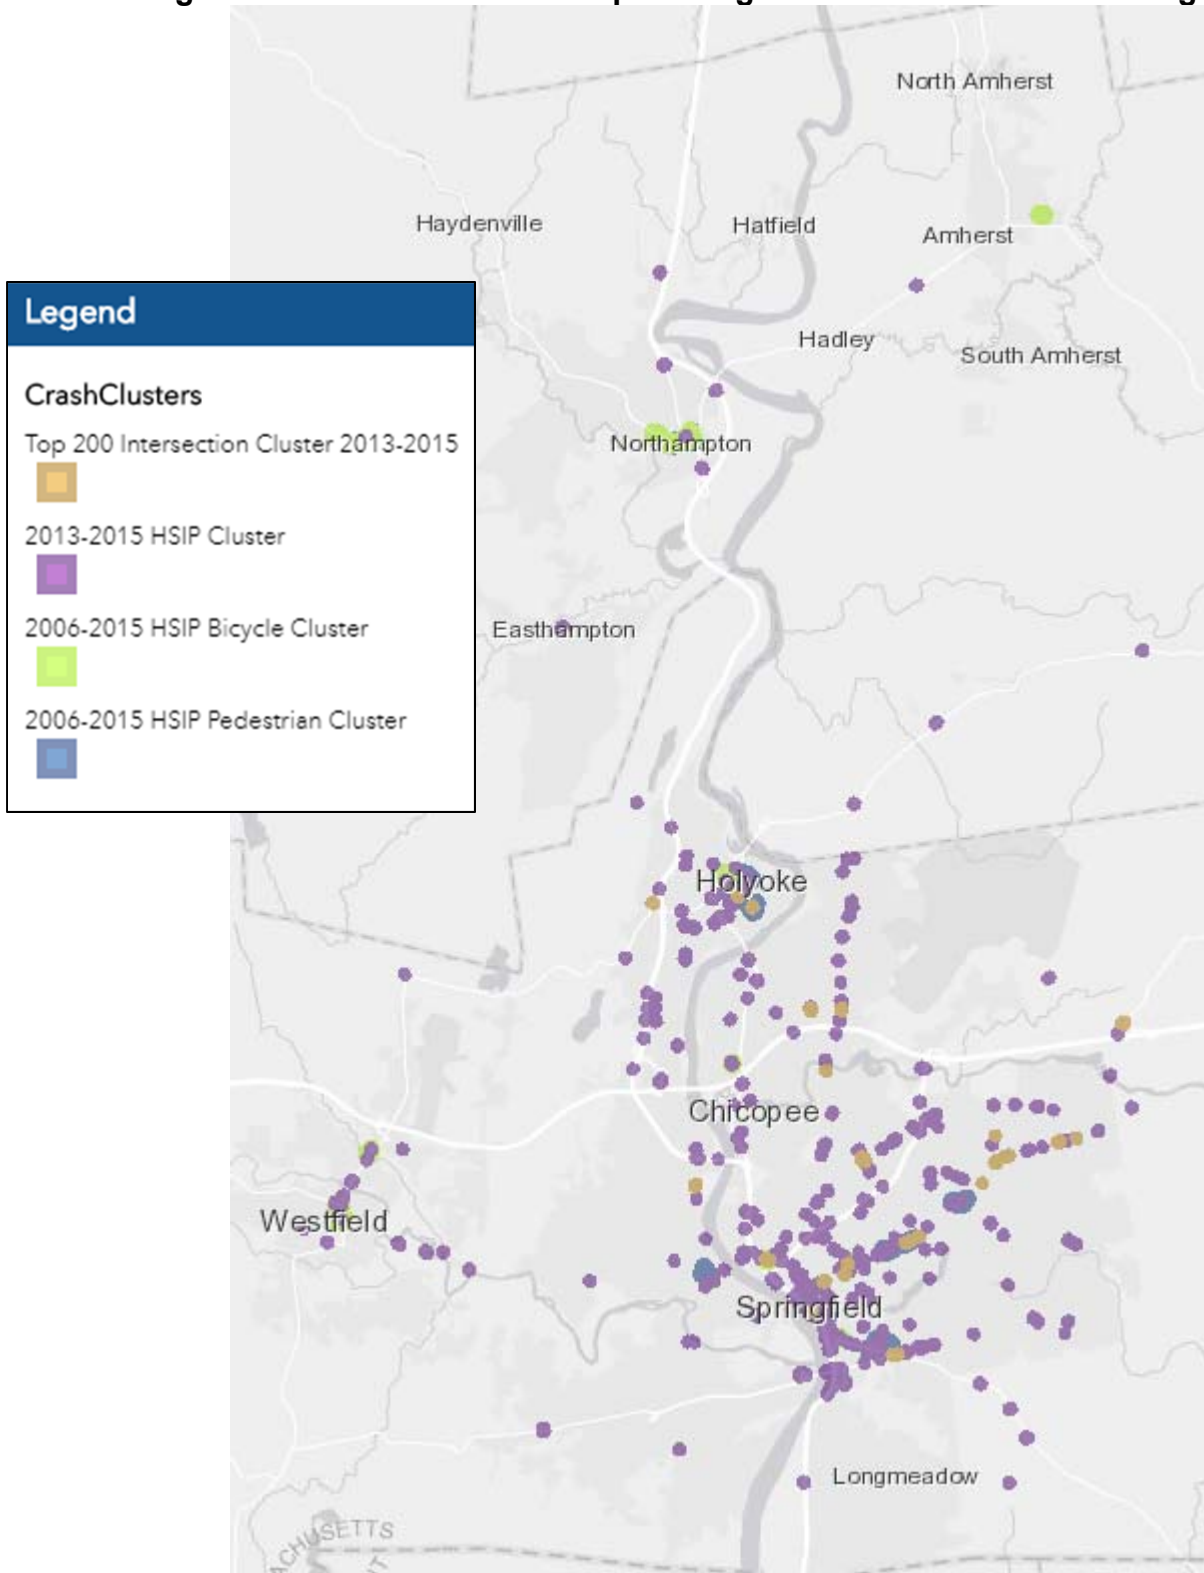 North Amherst
Haydenville
Hatfield
Amherst
Legend
Hadley
South Amherst
CrashClusters
Top 200 Intersection Cluster 2013-2015
Northampton
2013-2015 HSIP Cluster
2006-2015 HSIP Bicycle Cluster
Easthampton
2006-2015 HSIP Pedestrian Cluster
Holyoke
Chicopee
Westfield
Springfield
Longmeadow
ACHUSETTS